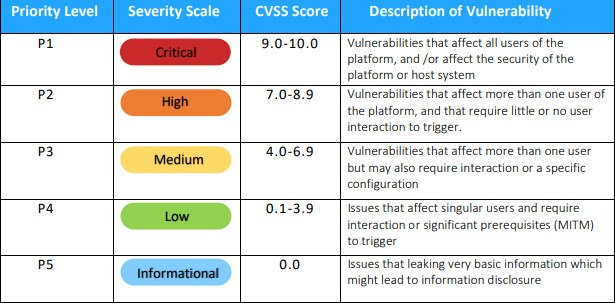 Priority Level Severity Scale CVSS Score Description of Vulnerability
P1 Critical 9.0-10.0 Vulnerabilities that affect all users of the
platform, and /or affect the security of the
platform or host system
P2 High 7.0-8.9 Vulnerabilities that affect more than one user of
the platform, and that require little or no user
interaction to trigger.
P3 Medium 4.0-6.9 Vulnerabilities that affect more than one user
but may also require interaction or a specific
configuration
P4 Low 0.1-3.9 Issues that affect singular users and require
interaction or significant prerequisites (MITM)
to trigger
P5 Informational 0.0 Issues that leaking very basic information which
might lead to information disclosure